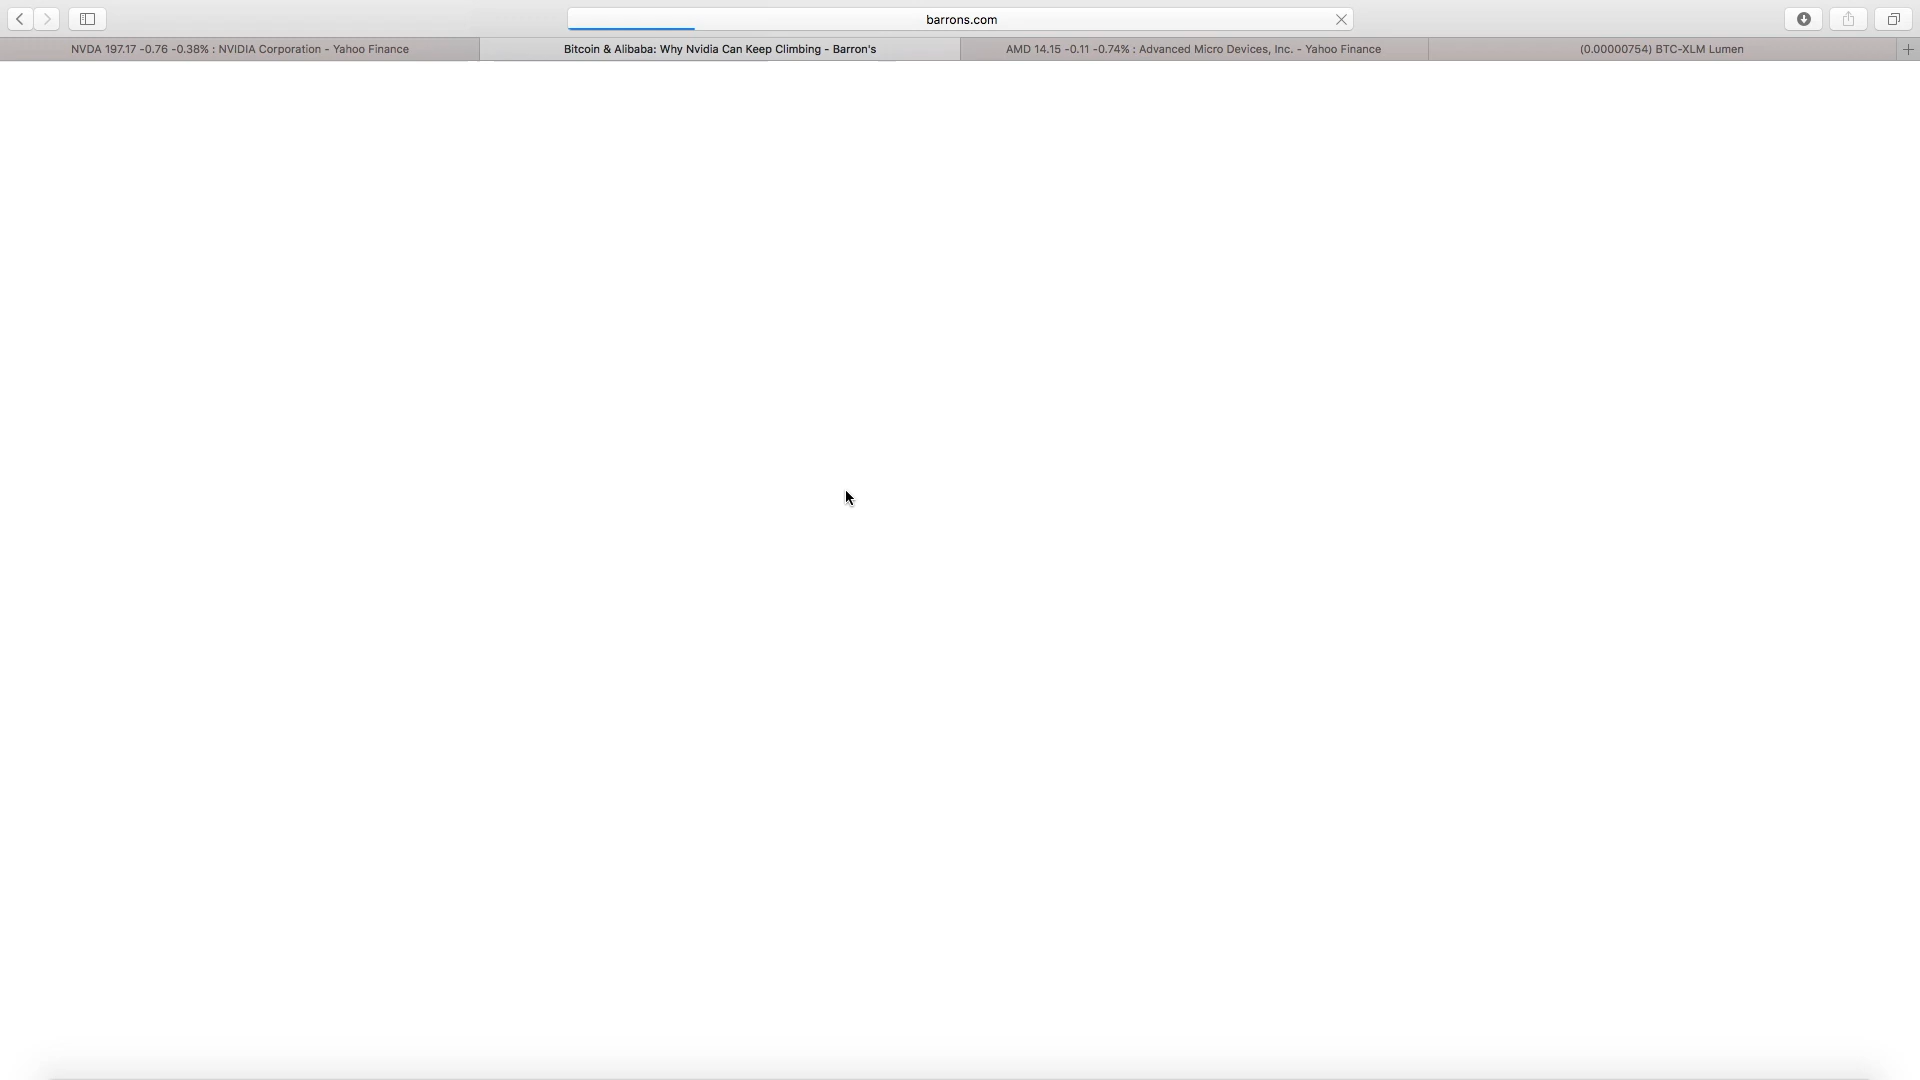 barrons.com
NVDA 197.17 -0.76 -0.38% : NVIDIA Corporation - Yahoo Finance
Bitcoin & Alibaba: Why Nvidia Can Keep Climbing - Barron's
AMD 14.15 -0.11 -0.74% : Advanced Micro Devices, Inc. - Yahoo Finance
(0.00000754) BTC-XLM Lumen